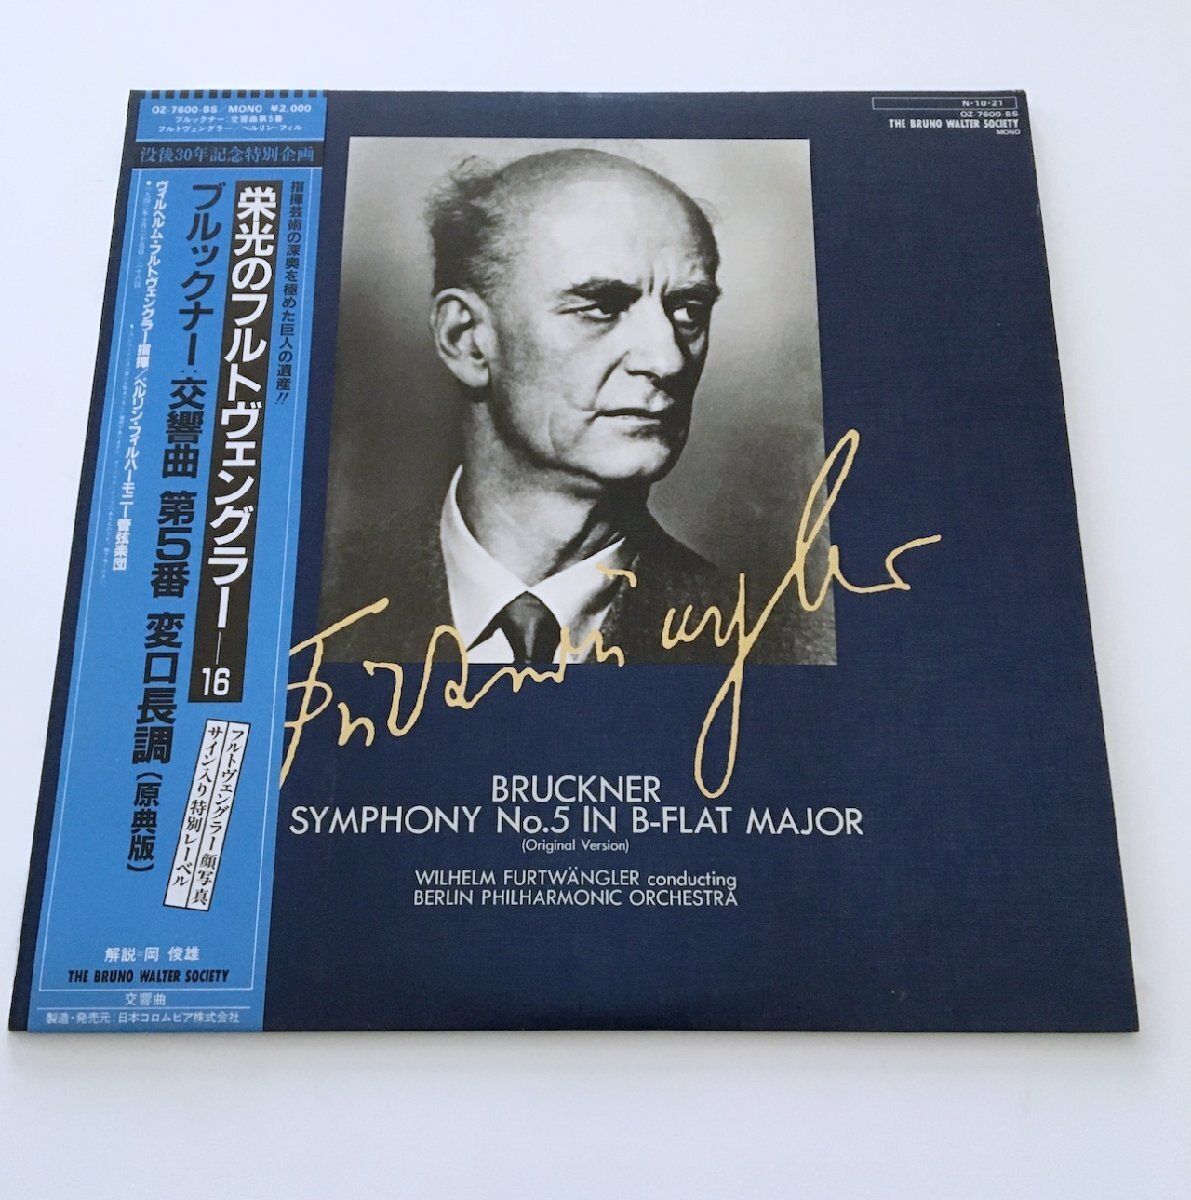 OZ-7600-BS/MONO ¥2,000
ブルックナー:交響曲第5番
フルトヴェングラー/ベルリン・フィル
没後30年記念特別企画
指揮芸術の深奥を極めた巨人の遺産!!
栄光のフルトヴェングラー—16
ブルックナー:交響曲 第5番 変ロ長調(原典版)
ヴィルヘルム・フルトヴェングラー指揮/ベルリン・フィルハーモニー管弦楽団
フルトヴェングラー顔写真
サイン入り特別レーベル
解説=岡 俊雄
THE BRUNO WALTER SOCIETY
交響曲
製造・発売元 日本コロムビア株式会社
N-19-21
OZ-7600-BS
THE BRUNO WALTER SOCIETY
MONO
Furtwängler
BRUCKNER
SYMPHONY No.5 IN B-FLAT MAJOR
(Original Version)
WILHELM FURTWÄNGLER conducting
BERLIN PHILHARMONIC ORCHESTRA